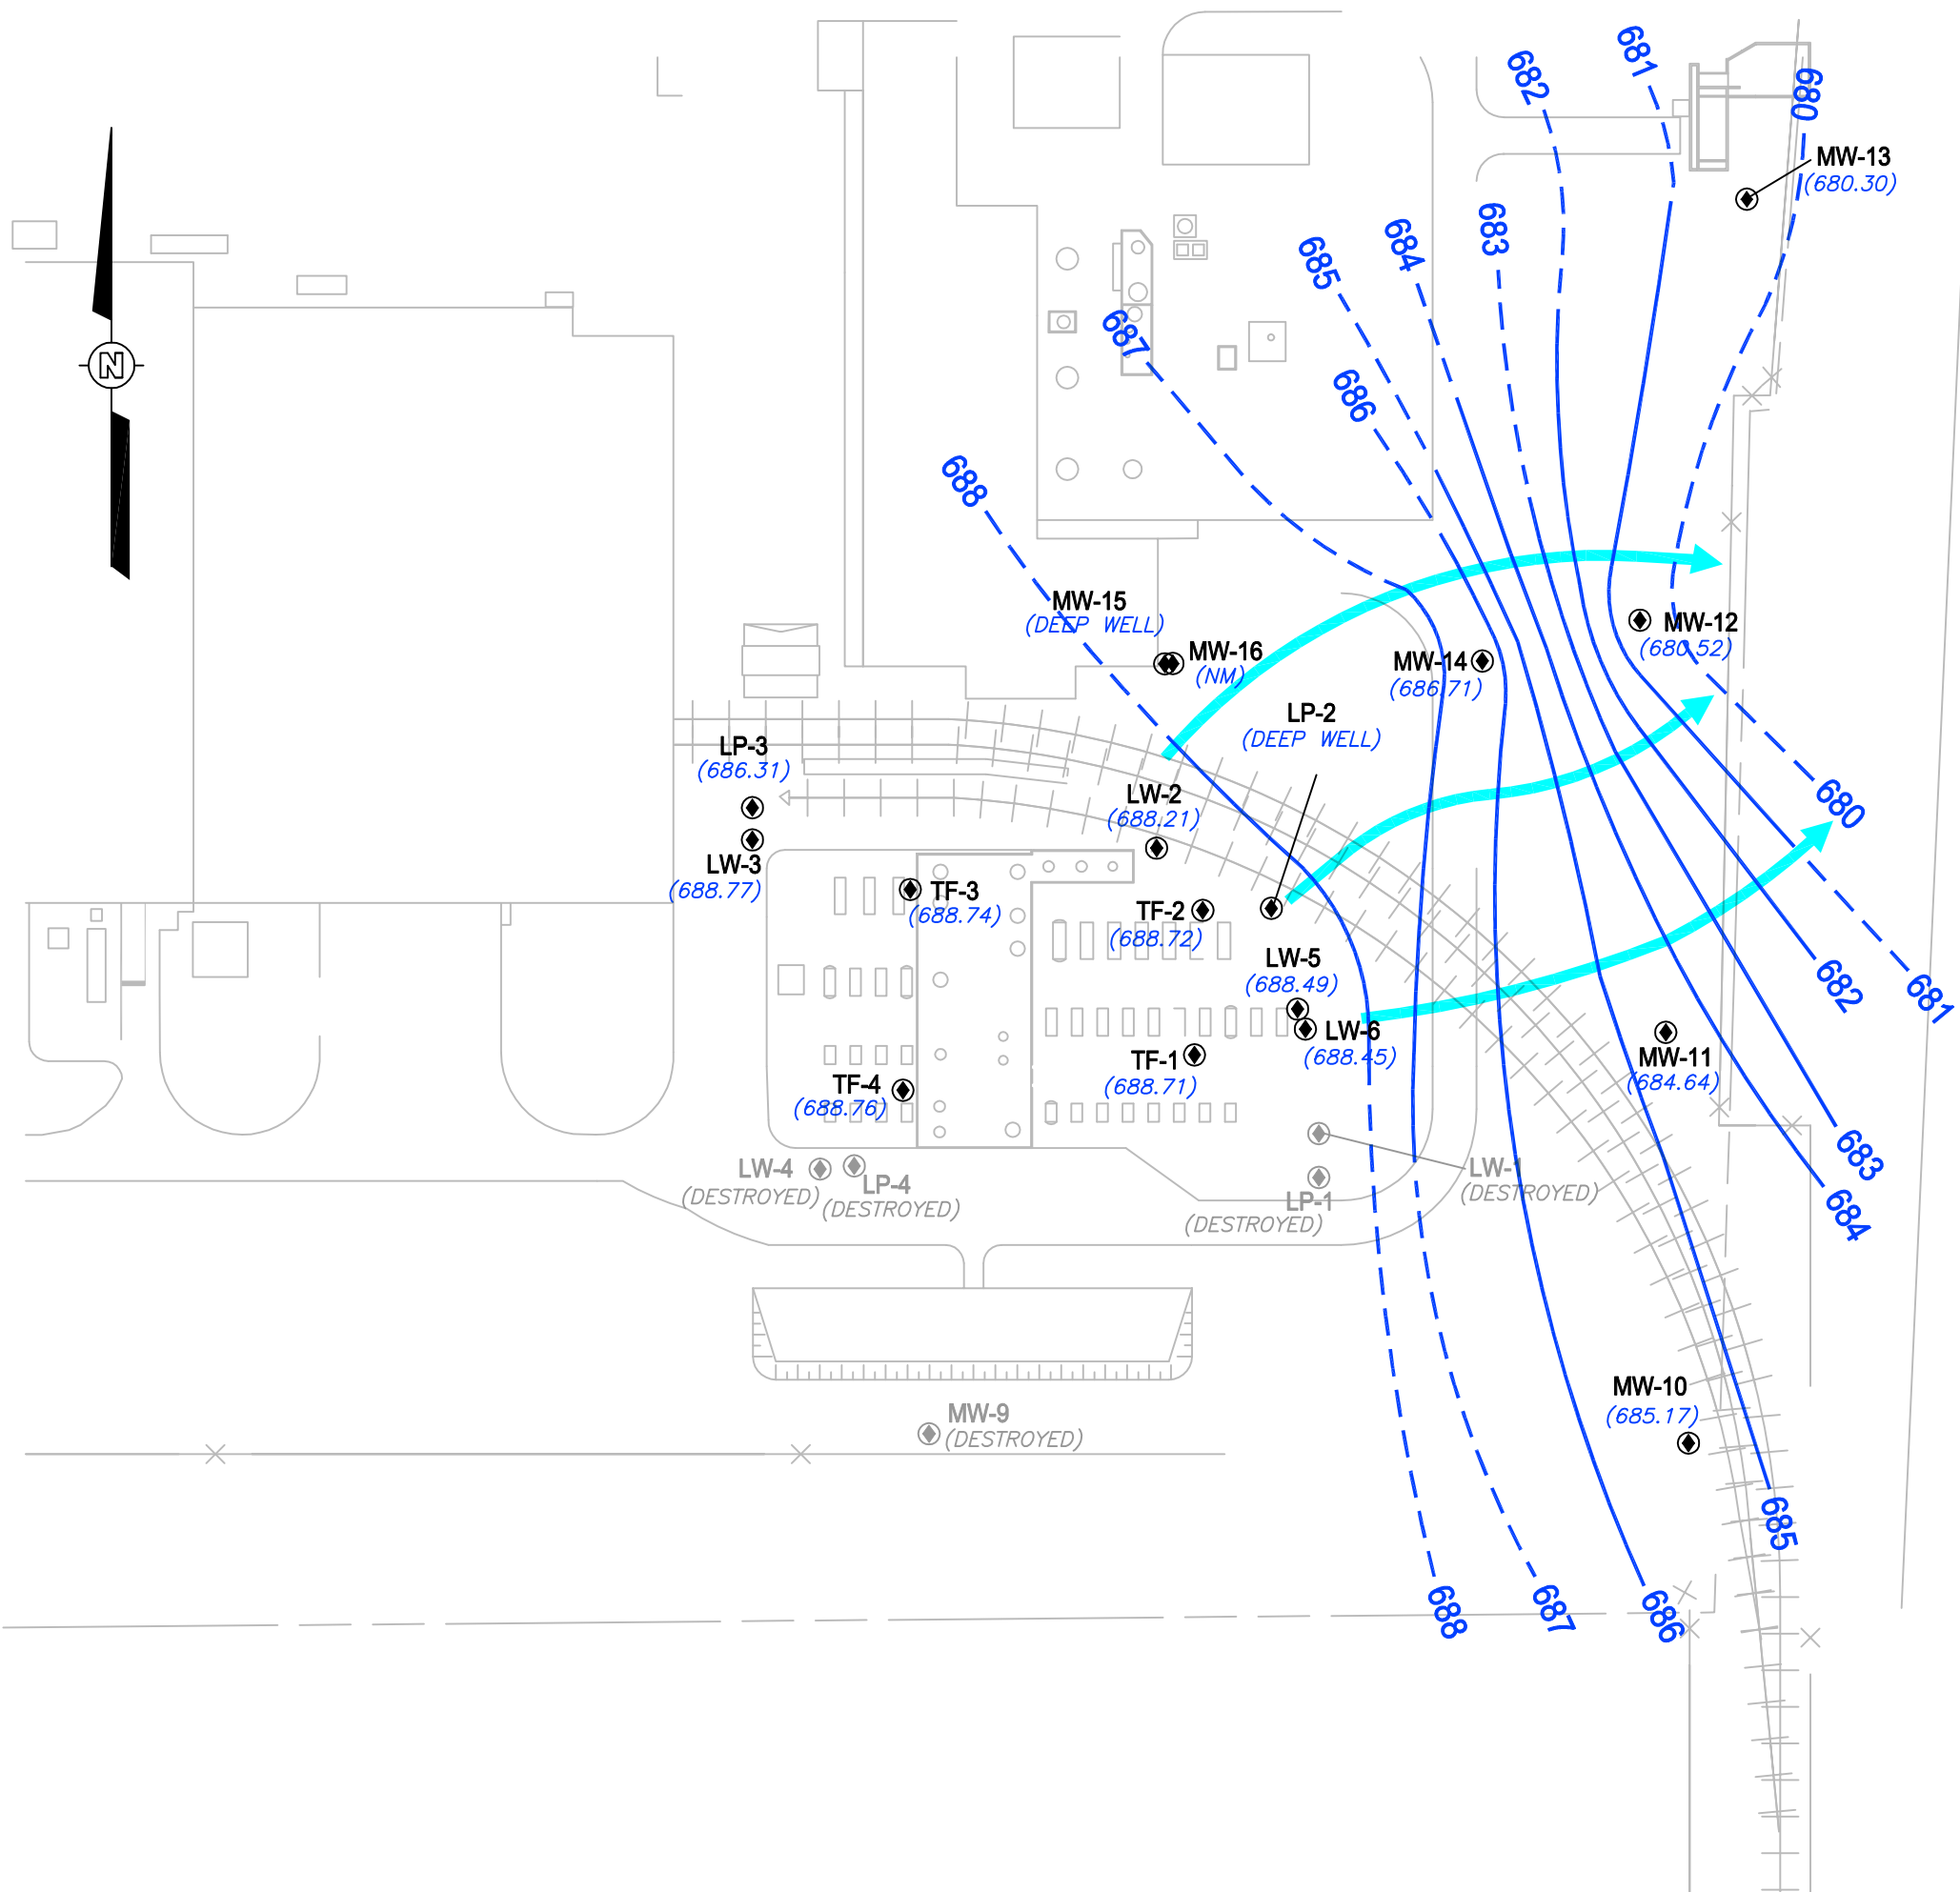 681
682
680
MW-13
(680.30)
683
684
685
687
686
N
688
MW-15
(DEEP WELL)
MW-12
(680.52)
MW-16
(NM)
MW-14
(686.71)
LP-2
(DEEP WELL)
LP-3
(686.31)
LW-2
(688.21)
680
LW-3
(688.77)
TF-3
(688.74)
TF-2
(688.72)
LW-5
(688.49)
682
681
LW-6
(688.45)
MW-11
(684.64)
TF-1
(688.71)
TF-4
(688.76)
683
LW-4
(DESTROYED)
LP-4
(DESTROYED)
LW-1
(DESTROYED)
LP-1
(DESTROYED)
684
MW-10
(685.17)
MW-9
(DESTROYED)
685
688
687
686